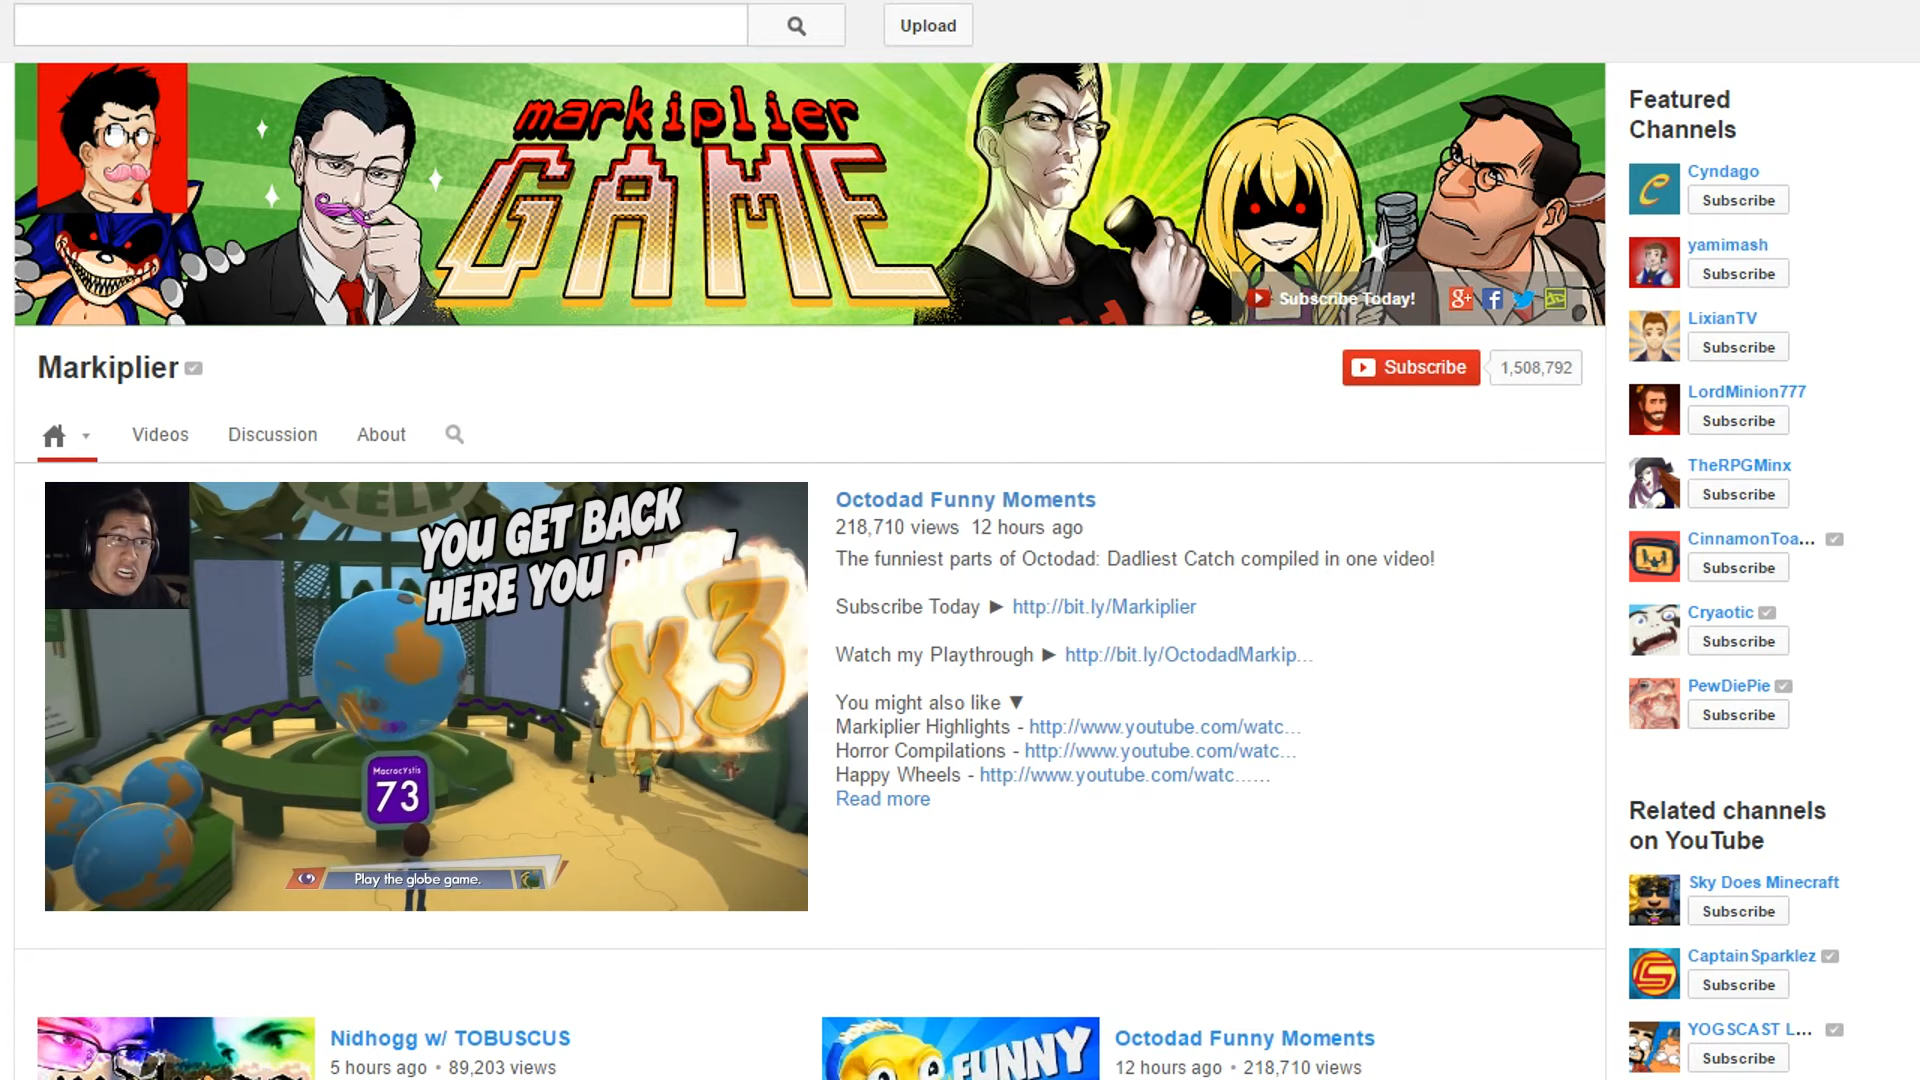 Upload
markiplier
GAME
Subscribe Today!
Markiplier
Subscribe
1,508,792
Videos
Discussion
About
KELP
YOU GET BACK
HERE YOU BITCH!
x3
Macrocystis
73
Play the globe game.
Octodad Funny Moments
218,710 views 12 hours ago
The funniest parts of Octodad: Dadliest Catch compiled in one video!
Subscribe Today ► http://bit.ly/Markiplier
Watch my Playthrough ► http://bit.ly/OctodadMarkip...
You might also like ▼
Markiplier Highlights - http://www.youtube.com/watc...
Horror Compilations - http://www.youtube.com/watc...
Happy Wheels - http://www.youtube.com/watc......
Read more
Nidhogg w/ TOBUSCUS
5 hours ago • 89,203 views
FUNNY
Octodad Funny Moments
12 hours ago • 218,710 views
Featured
Channels
Cyndago
Subscribe
yamimash
Subscribe
LixianTV
Subscribe
LordMinion777
Subscribe
TheRPGMinx
Subscribe
CinnamonToa...
Subscribe
Cryaotic
Subscribe
PewDiePie
Subscribe
Related channels
on YouTube
Sky Does Minecraft
Subscribe
CaptainSparklez
Subscribe
YOGSCAST L...
Subscribe